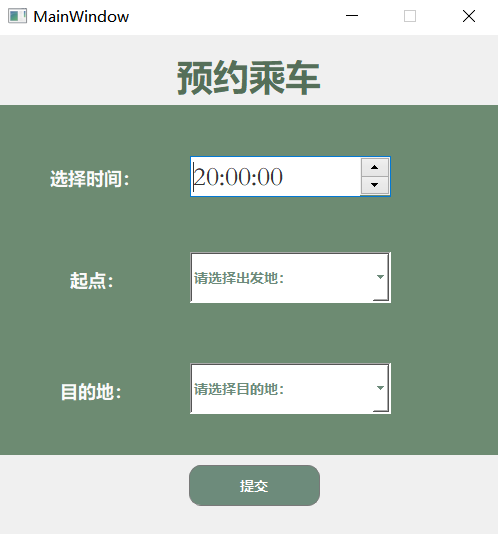 MainWindow
预约乘车
选择时间：
20:00:00
起点：
请选择出发地：
目的地：
请选择目的地：
提交